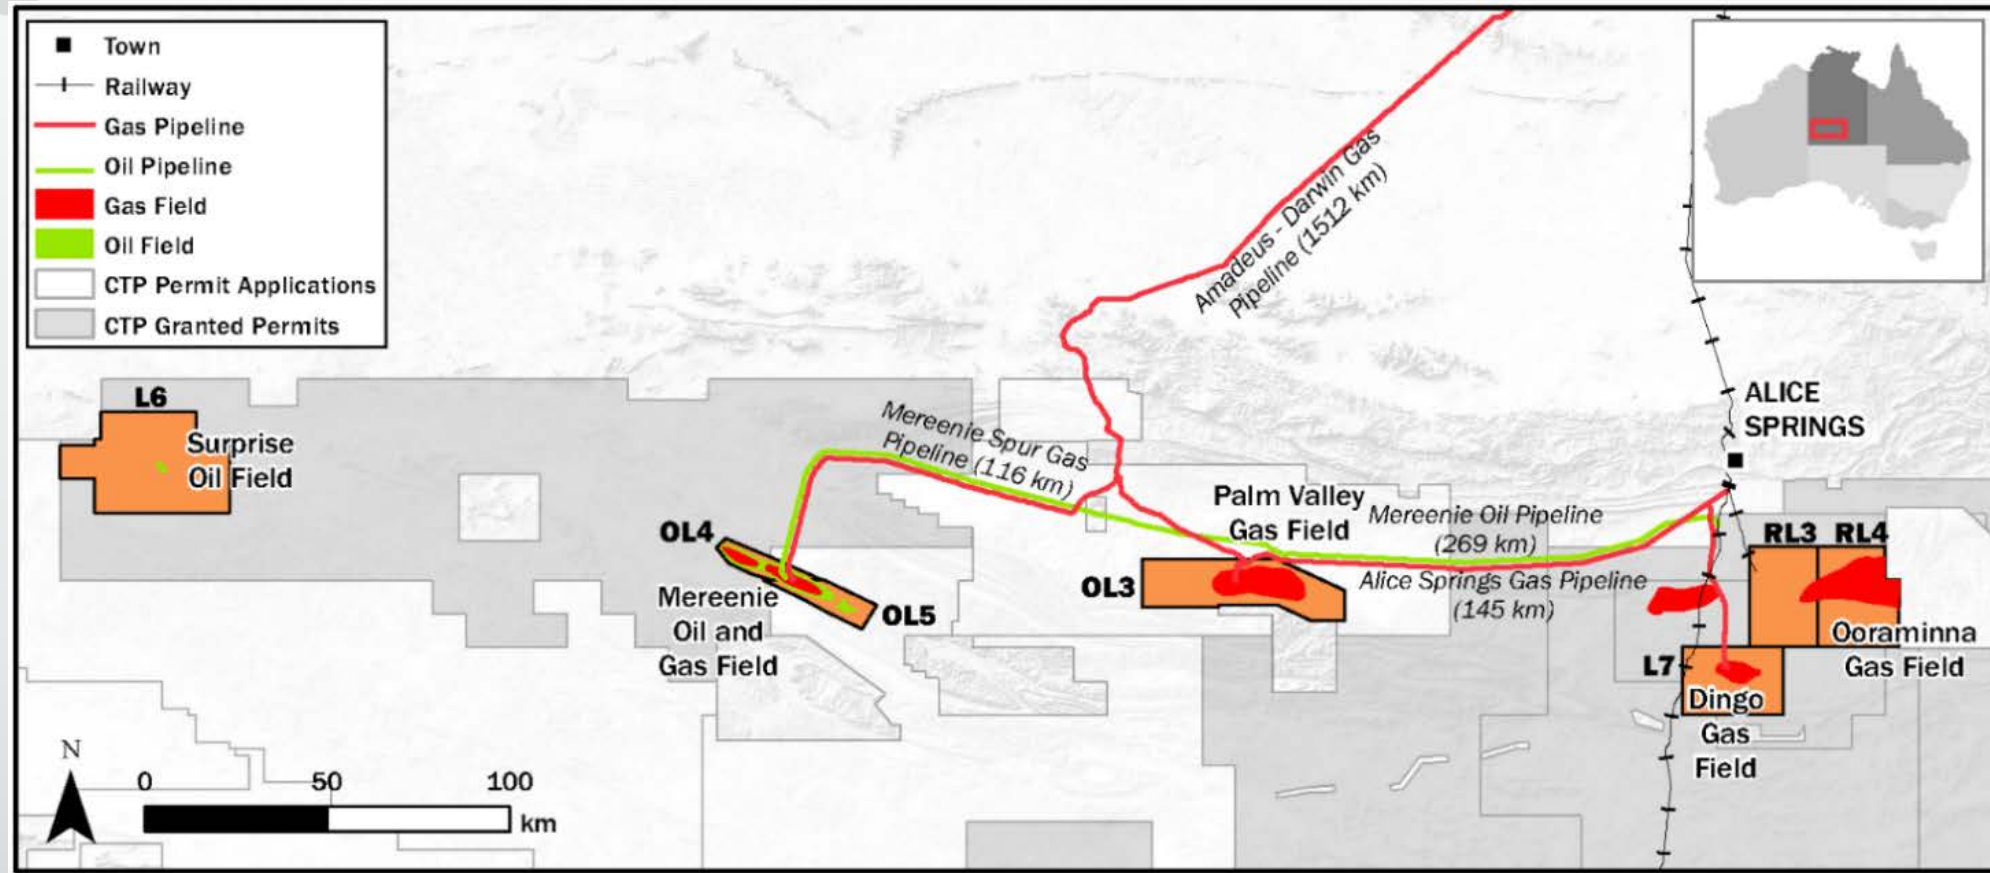 Town
Railway
Gas Pipeline
Oil Pipeline
Gas Field
Oil Field
CTP Permit Applications
CTP Granted Permits
Amadeus - Darwin Gas
Pipeline (1512 km)
ALICE
SPRINGS
L6
Surprise
Oil Field
Mereenie Spur Gas
Pipeline (116 km)
Palm Valley
Gas Field
Mereenie Oil Pipeline
(269 km)
OL4
OL5
Mereenie
Oil and
Gas Field
OL3
Alice Springs Gas Pipeline
(145 km)
RL3
RL4
Ooraminna
Gas Field
L7
Dingo
Gas
Field
N
0 50 100
km